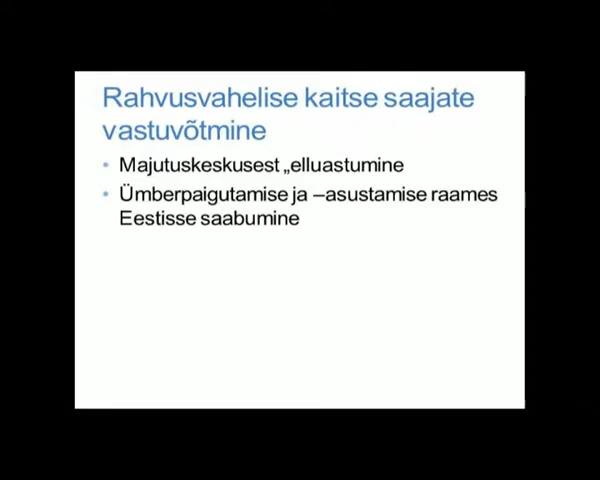 Rahvusvahelise kaitse saajate
vastuvõtmine
• Majutuskeskusest „elluastumine
• Ümberpaigutamise ja –asustamise raames
Eestisse saabumine